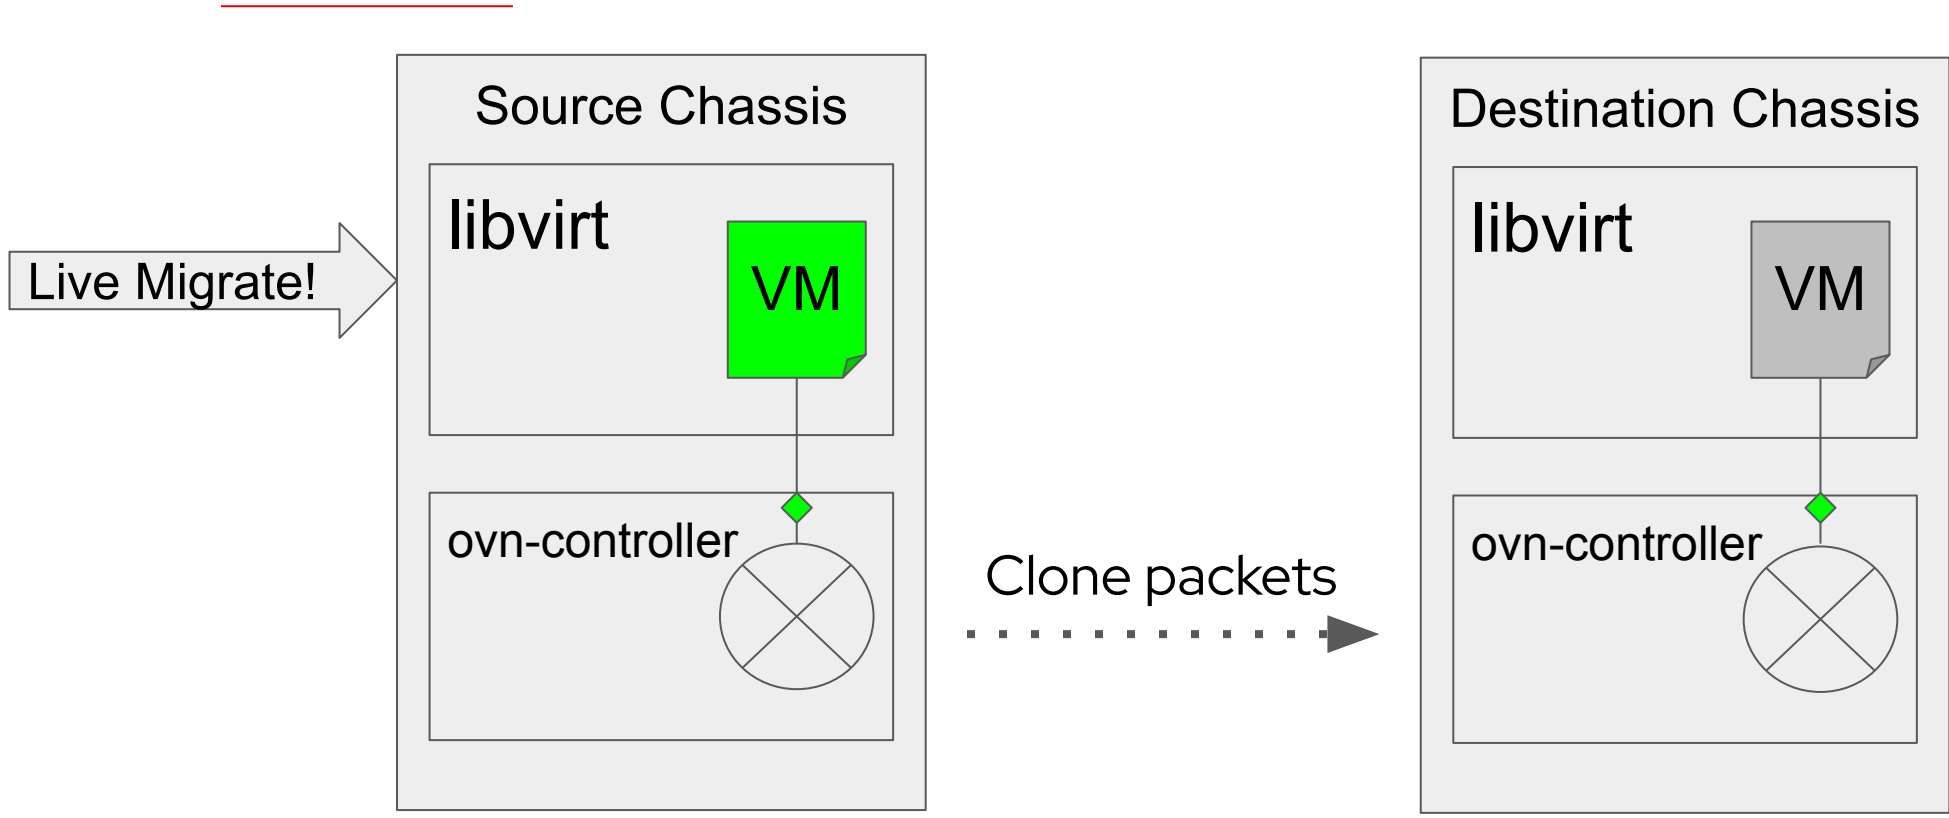 Source Chassis
Destination Chassis
libvirt
libvirt
VM
VM
Live Migrate!
ovn-controller
ovn-controller
Clone packets